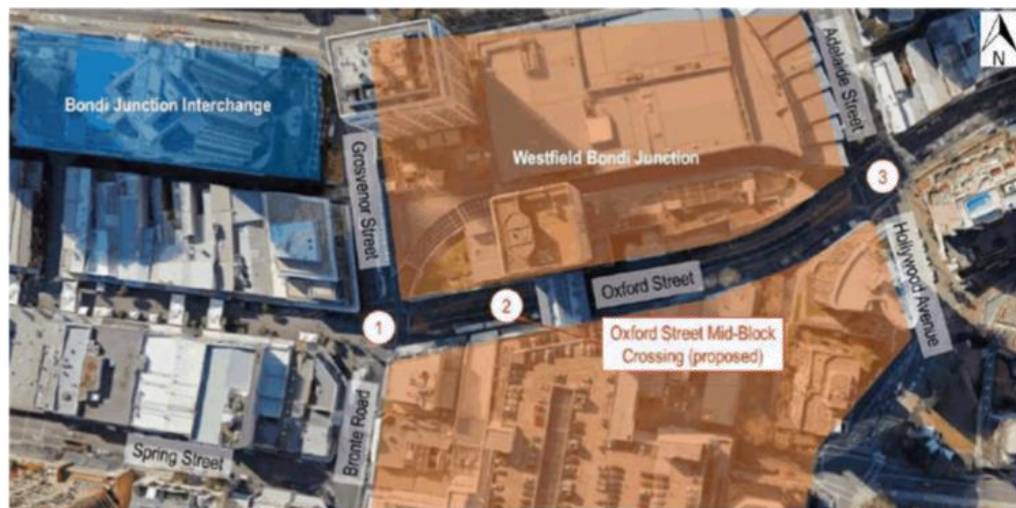 Bondi Junction Interchange
Grosvenor Street
Westfield Bondi Junction
Adelaide Street
N
3
Hollywood Avenue
Oxford Street
2
1
Oxford Street Mid-Block
Crossing (proposed)
Bronte Road
Spring Street